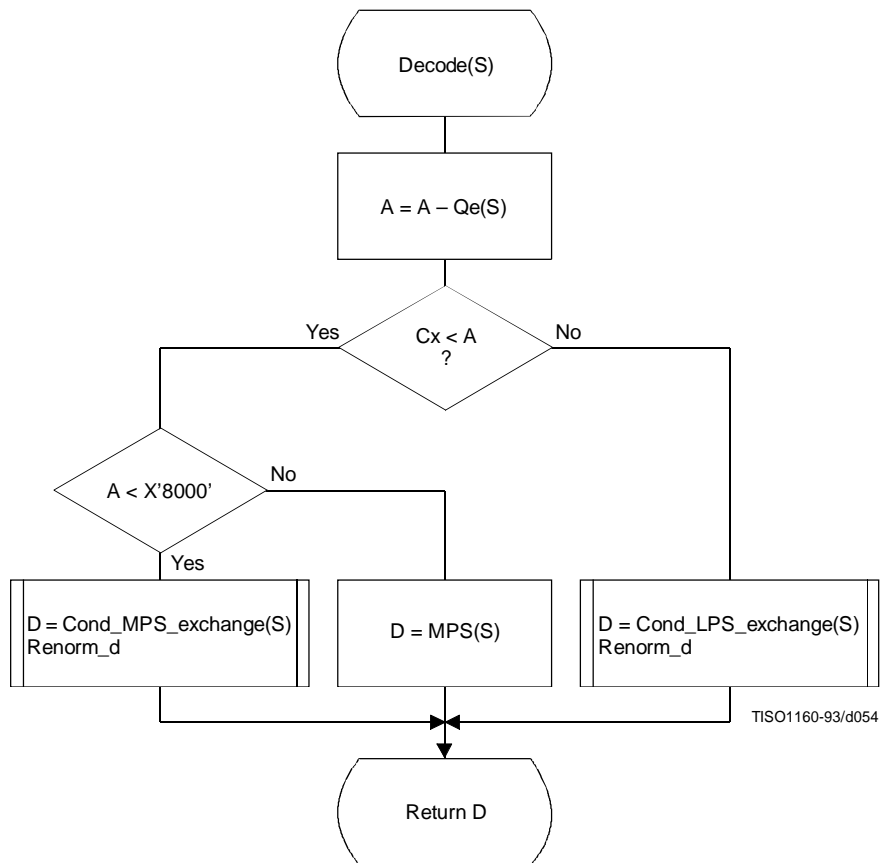 Decode(S)
A = A – Qe(S)
Yes
Cx < A
?
No
A < X’8000’
No
Yes
D = Cond_MPS_exchange(S)
Renorm_d
D = MPS(S)
D = Cond_LPS_exchange(S)
Renorm_d
TISO1160-93/d054
Return D